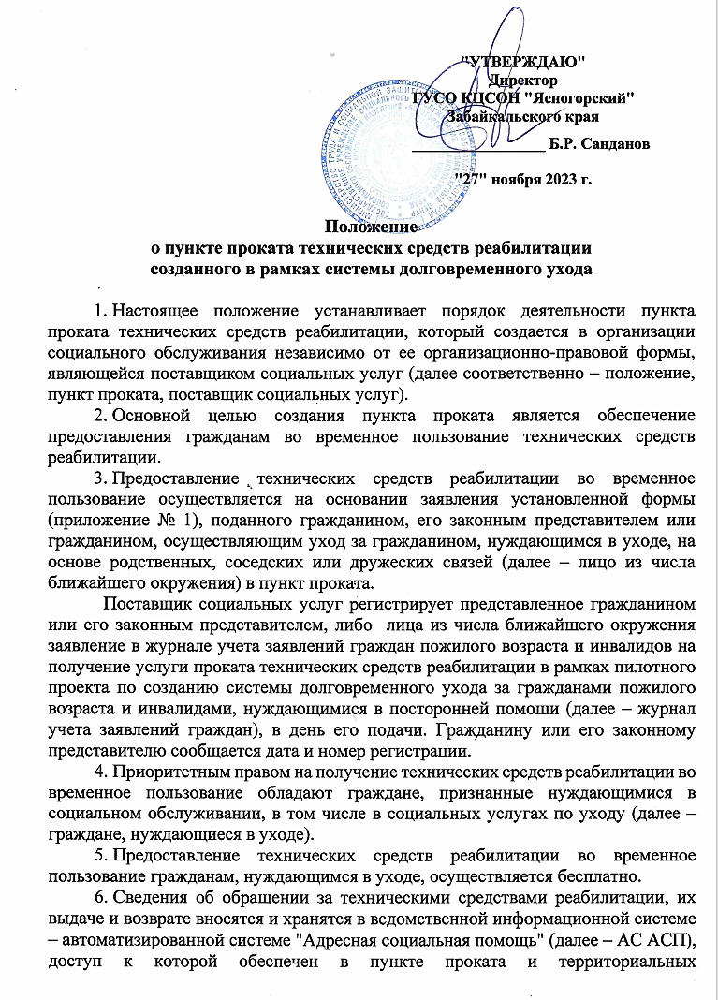 "УТВЕРЖДАЮ"
Директор
ГУСО КЦСОН "Ясногорский"
Забайкальского края
Б.Р. Санданов
"27" ноября 2023 г.
Положение
о пункте проката технических средств реабилитации
созданного в рамках системы долговременного ухода
1. Настоящее положение устанавливает порядок деятельности пункта
проката технических средств реабилитации, который создается в организации
социального обслуживания независимо от ее организационно-правовой формы,
являющейся поставщиком социальных услуг (далее соответственно – положение,
пункт проката, поставщик социальных услуг).
2. Основной целью создания пункта проката является обеспечение
предоставления гражданам во временное пользование технических средств
реабилитации.
3. Предоставление технических средств реабилитации во временное
пользование осуществляется на основании заявления установленной формы
(приложение № 1), поданного гражданином, его законным представителем или
гражданином, осуществляющим уход за гражданином, нуждающимся в уходе, на
основе родственных, соседских или дружеских связей (далее – лицо из числа
ближайшего окружения) в пункт проката.
Поставщик социальных услуг регистрирует представленное гражданином
или его законным представителем, либо лица из числа ближайшего окружения
заявление в журнале учета заявлений граждан пожилого возраста и инвалидов на
получение услуги проката технических средств реабилитации в рамках пилотного
проекта по созданию системы долговременного ухода за гражданами пожилого
возраста и инвалидами, нуждающимися в посторонней помощи (далее – журнал
учета заявлений граждан), в день его подачи. Гражданину или его законному
представителю сообщается дата и номер регистрации.
4. Приоритетным правом на получение технических средств реабилитации во
временное пользование обладают граждане, признанные нуждающимися в
социальном обслуживании, в том числе в социальных услугах по уходу (далее –
граждане, нуждающиеся в уходе).
5. Предоставление технических средств реабилитации во временное
пользование гражданам, нуждающимся в уходе, осуществляется бесплатно.
6. Сведения об обращении за техническими средствами реабилитации, их
выдаче и возврате вносятся и хранятся в ведомственной информационной системе
– автоматизированной системе "Адресная социальная помощь" (далее – АС АСП),
доступ к которой обеспечен в пункте проката и территориальных